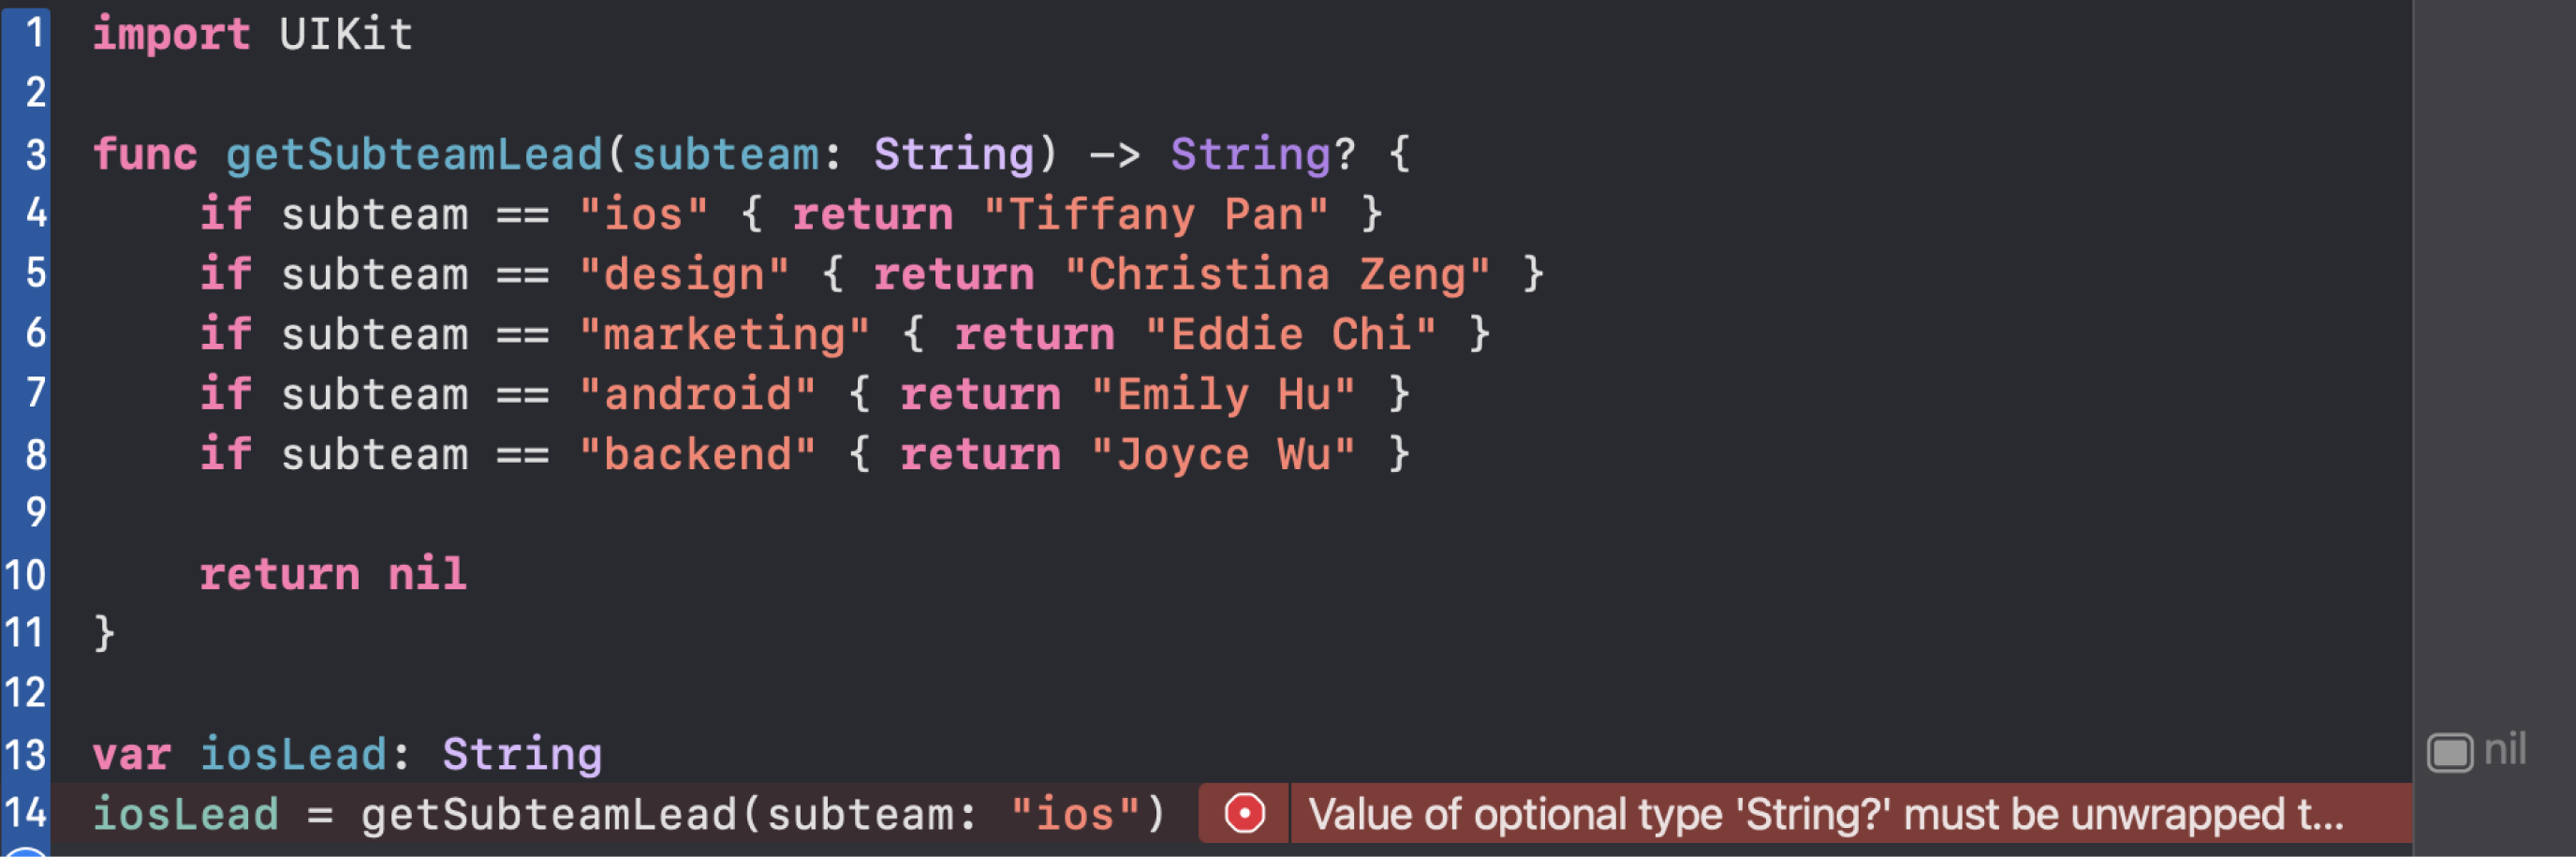 1 import UIKit
2
3 func getSubteamLead(subteam: String) -> String? {
4 if subteam == "ios" { return "Tiffany Pan" }
5 if subteam == "design" { return "Christina Zeng" }
6 if subteam == "marketing" { return "Eddie Chi" }
7 if subteam == "android" { return "Emily Hu" }
8 if subteam == "backend" { return "Joyce Wu" }
9
10 return nil
11 }
12
13 var iosLead: String nil
14 iosLead = getSubteamLead(subteam: "ios") Value of optional type 'String?' must be unwrapped t...